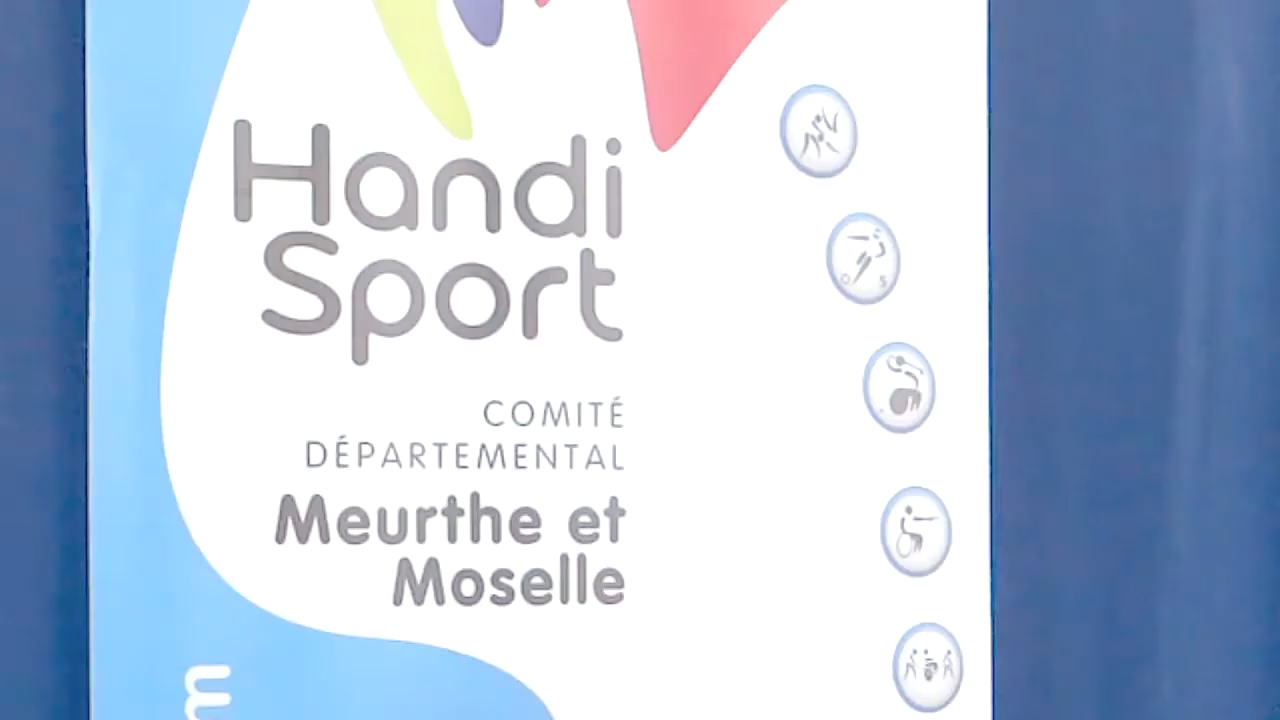 Handi
Sport
COMITÉ
DÉPARTEMENTAL
Meurthe et
Moselle
m